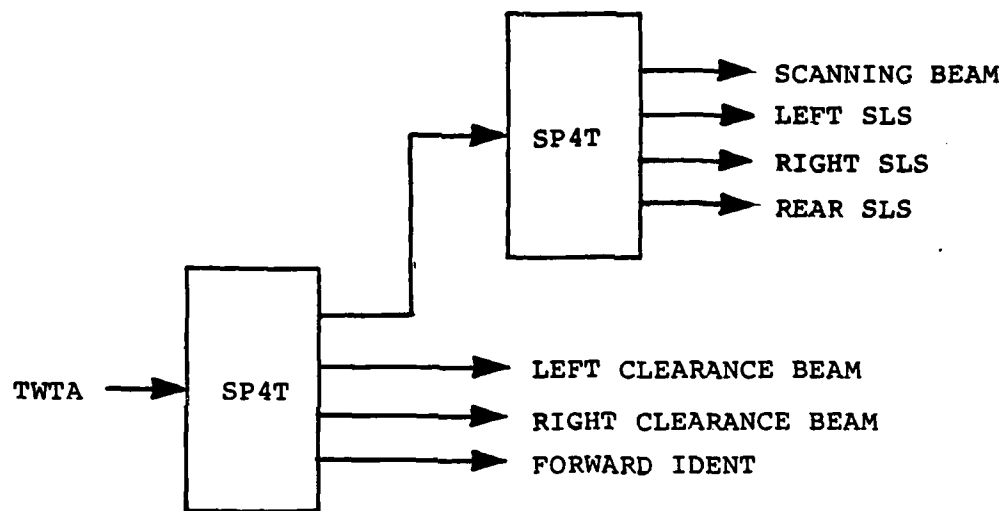 SP4T
SCANNING BEAM
LEFT SLS
RIGHT SLS
REAR SLS
TWTA
SP4T
LEFT CLEARANCE BEAM
RIGHT CLEARANCE BEAM
FORWARD IDENT